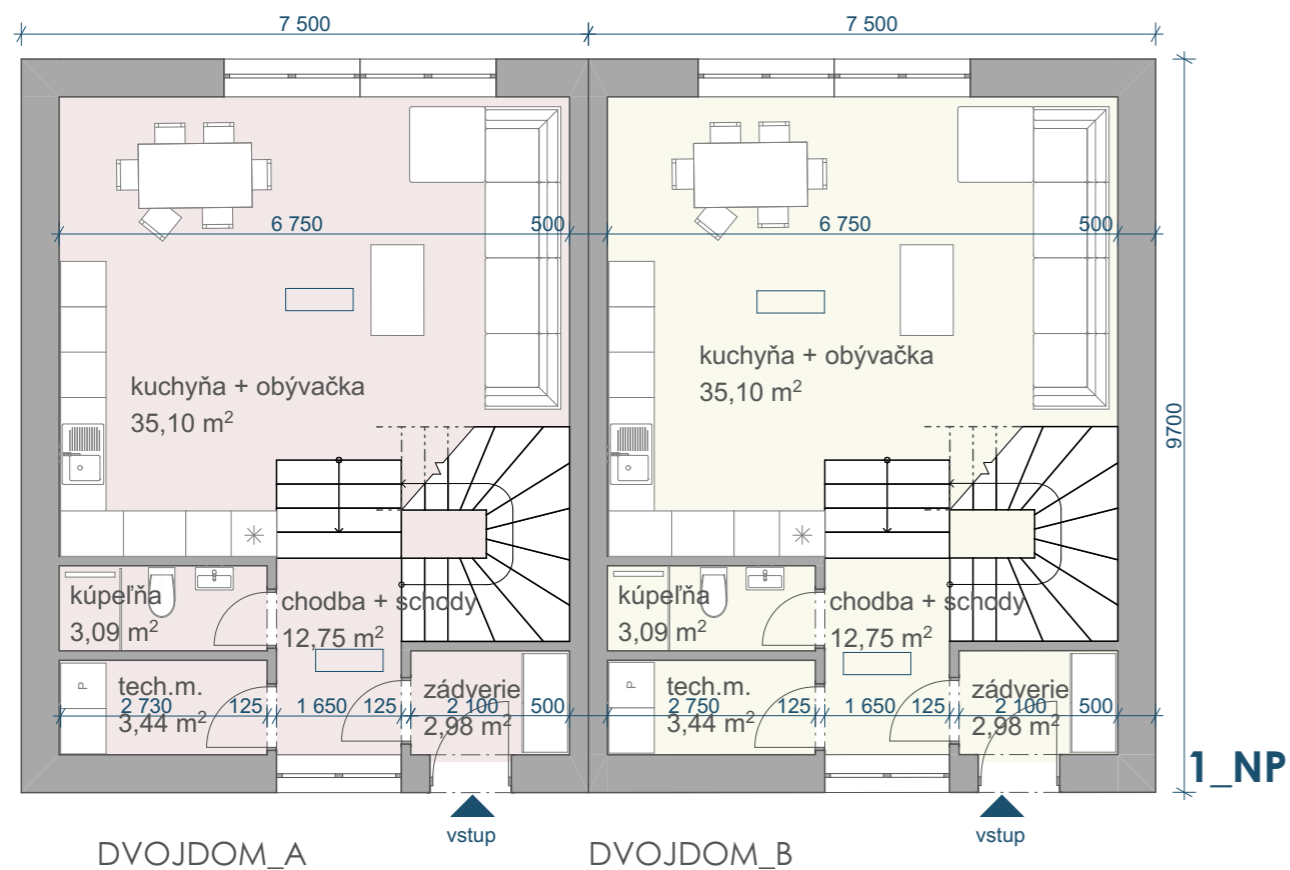 7 500
7 500
6 750
500
6 750
500
kuchyňa + obývačka
35,10 m²
kuchyňa + obývačka
35,10 m²
9700
kúpeľňa
3,09 m²
chodba + schody
12,75 m²
kúpeľňa
3,09 m²
chodba + schody
12,75 m²
P
tech.m.
3,44 m²
zádverie
2,98 m²
P
tech.m.
3,44 m²
zádverie
2,98 m²
2 730
125
1 650
125
2 100
500
2 750
125
1 650
125
2 100
500
1_NP
vstup
vstup
DVOJDOM_A
DVOJDOM_B